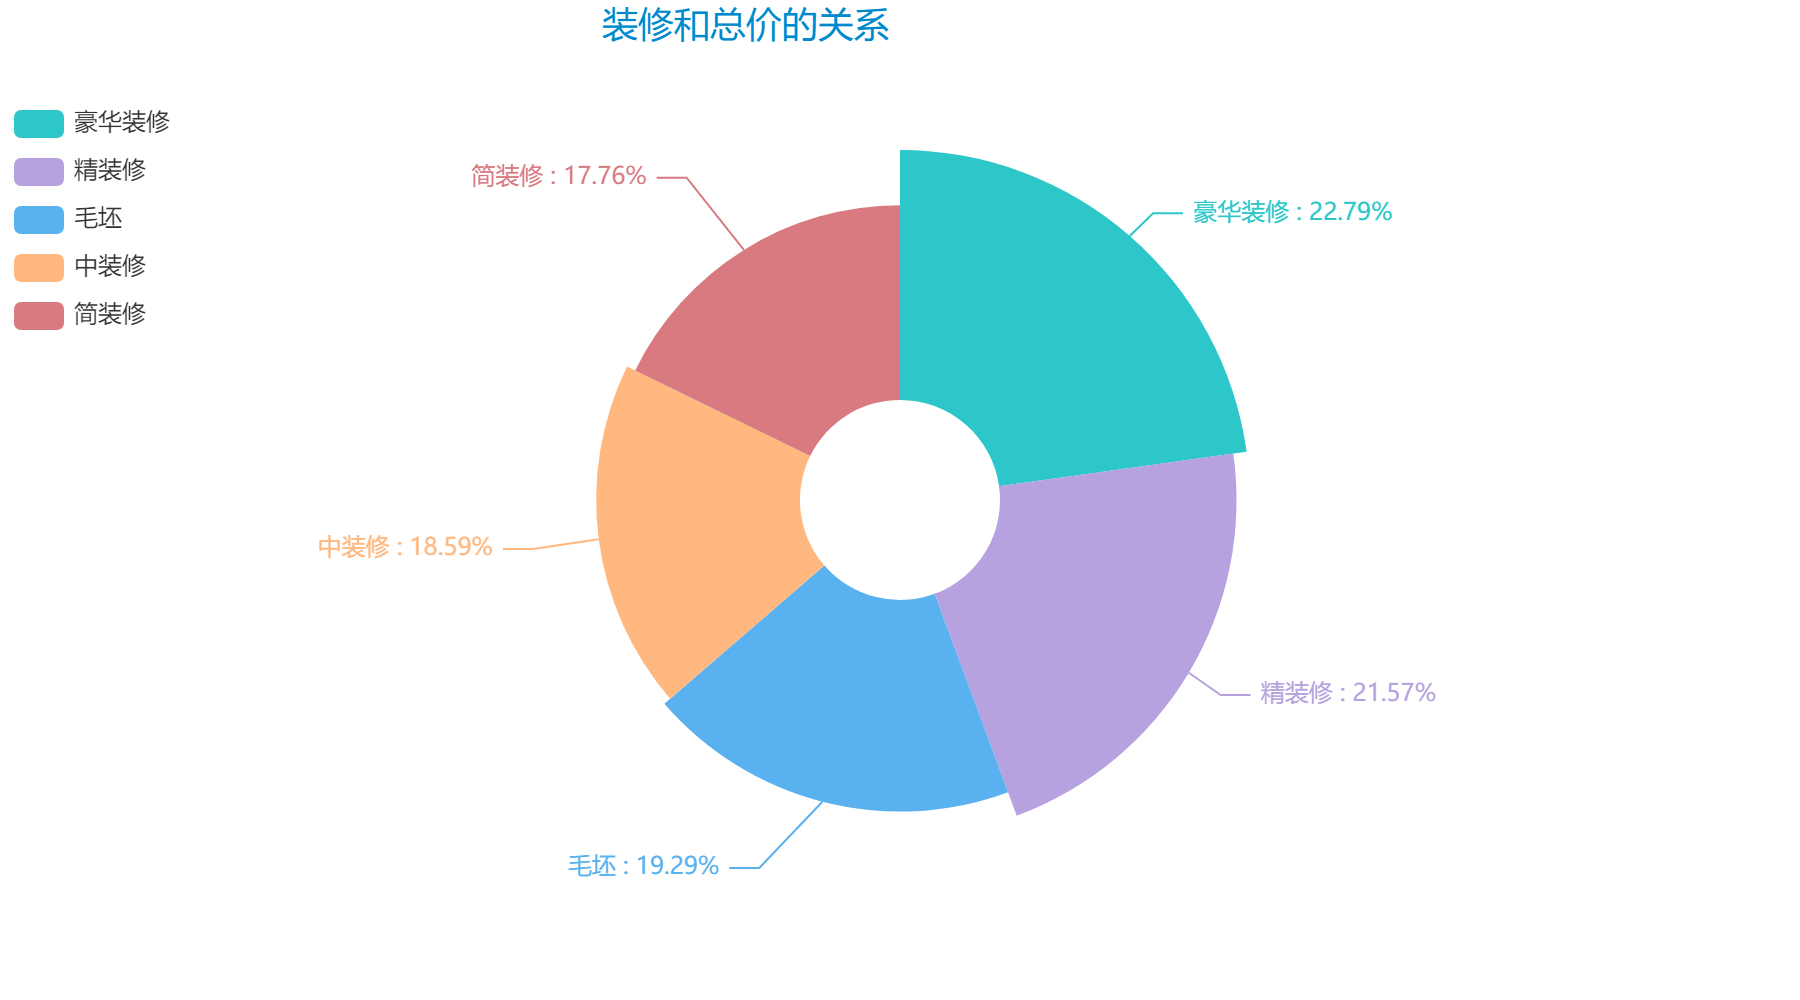 装修和总价的关系
豪华装修
精装修
毛坯
中装修
简装修
简装修 : 17.76%
豪华装修 : 22.79%
中装修 : 18.59%
精装修 : 21.57%
毛坯 : 19.29%